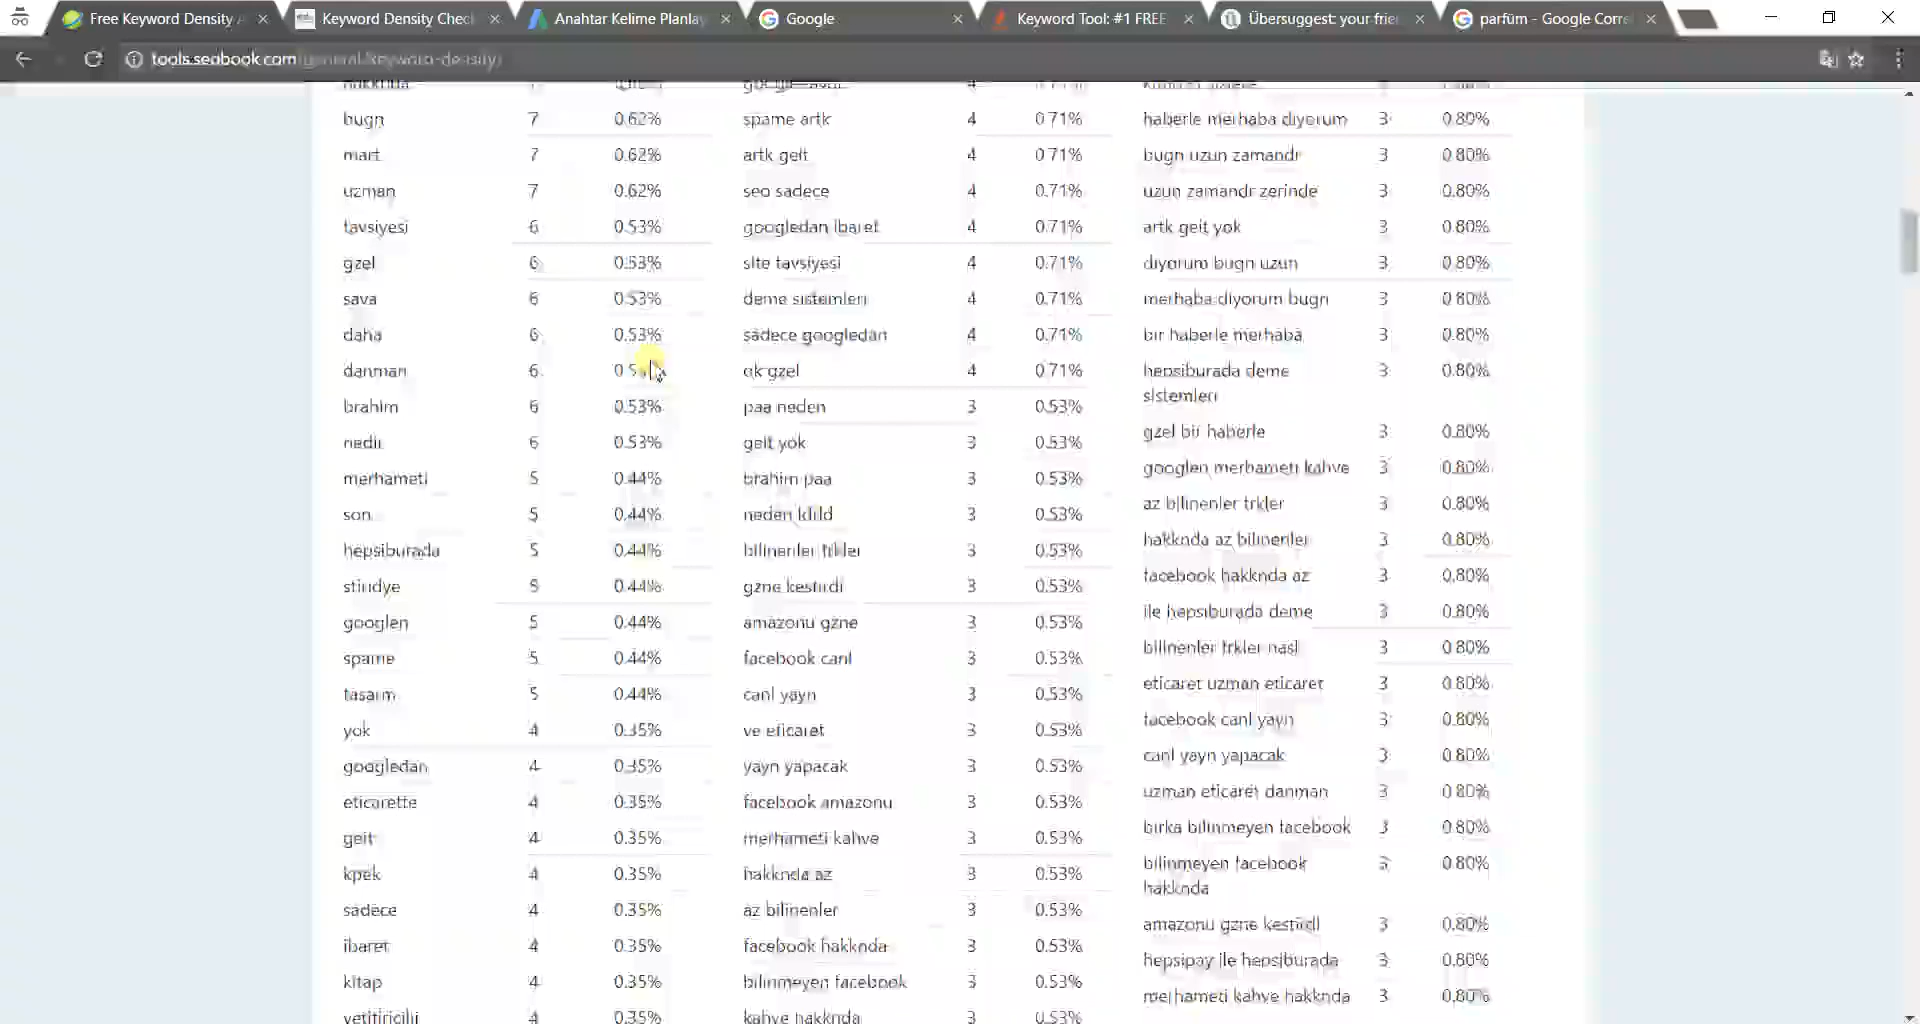 Free Keyword Density A
Keyword Density Chec
Anahtar Kelime Planlay
Google
Keyword Tool: #1 FREE
Übersuggest: your frie
parfüm - Google Corre
tools.seobook.com/general/keyword-density/
bugn 7 0.62% spame artk 4 0.71% haberle merhaba diyorum 3 0.80%
mart 7 0.62% artk geit 4 0.71% bugn uzun zamandr 3 0.80%
uzman 7 0.62% seo sadece 4 0.71% uzun zamandr zerinde 3 0.80%
tavsiyesi 6 0.53% googledan ibaret 4 0.71% artk geit yok 3 0.80%
gzel 6 0.53% site tavsiyesi 4 0.71% diyorum bugn uzun 3 0.80%
sava 6 0.53% deme sistemleri 4 0.71% merhaba diyorum bugn 3 0.80%
daha 6 0.53% sadece googledan 4 0.71% bir haberle merhaba 3 0.80%
danman 6 ok gzel 4 0.71% hepsiburada deme sistemleri 3 0.80%
brahim 6 0.53% paa neden 3 0.53% gzel bir haberle 3 0.80%
nedir 6 0.53% geit yok 3 0.53% googlen merhameti kahve 3 0.80%
merhameti 5 0.44% brahim paa 3 0.53% az bilinenler trkler 3 0.80%
son 5 0.44% neden klild 3 0.53% hakknda az bilinenler 3 0.80%
hepsiburada 5 0.44% bilinenler trkler 3 0.53% facebook hakknda az 3 0.80%
5 0.44% gzne kestirdi 3 0.53% ile hepsiburada deme 3 0.80%
googlen 5 0.44% amazonu gzne 3 0.53% bilinenler trkler nasl 3 0.80%
spame 5 0.44% facebook canl 3 0.53% eticaret uzman eticaret 3 0.80%
tasarm 5 0.44% canl yayn 3 0.53% facebook canl yayn 3 0.80%
yok 4 0.35% ve eticaret 3 0.53% canl yayn yapacak 3 0.80%
googledan 4 0.35% yayn yapacak 3 0.53% uzman eticaret danman 3 0.80%
eticarette 4 0.35% facebook amazonu 3 0.53% birka bilinmeyen facebook 3 0.80%
geit 4 0.35% merhameti kahve 3 0.53% bilinmeyen facebook hakknda 3 0.80%
kpek 4 0.35% hakknda az 3 0.53% amazonu gzne kestirdi 3 0.80%
sadece 4 0.35% az bilinenler 3 0.53% hepsipay ile hepsiburada 3 0.80%
ibaret 4 0.35% facebook hakknda 3 0.53% merhameti kahve hakknda 3 0.80%
kitap 4 0.35% bilinmeyen facebook 3 0.53%
4 0.35% kahve hakknda 3 0.53%